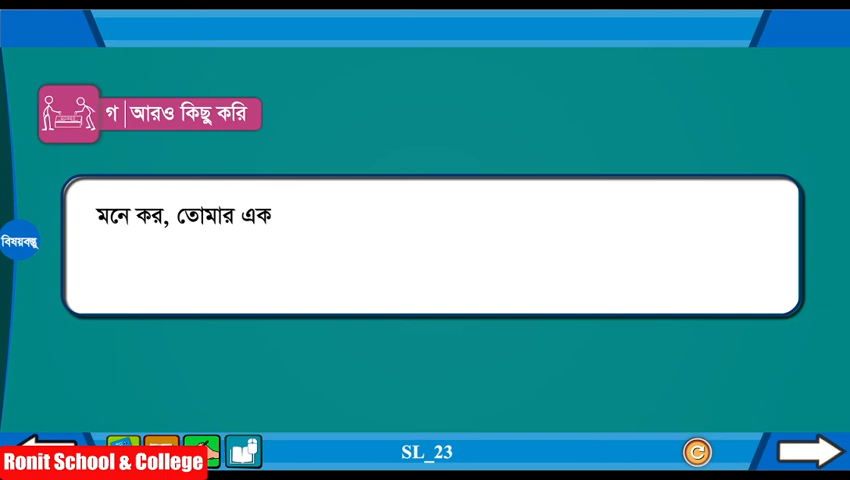 গ আরও কিছু করি
মনে কর, তোমার এক
বিষয়বস্তু
SL_23
Ronit School & College